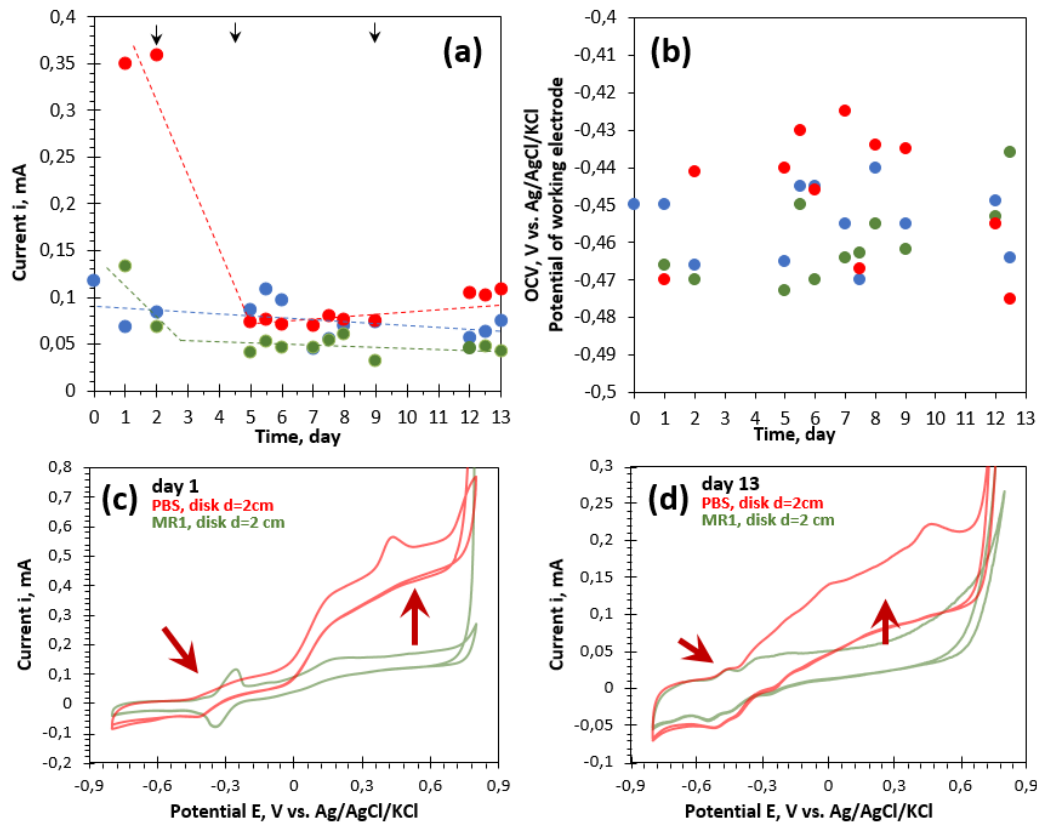 (a)
Current i, mA
0,4
0,35
0,3
0,25
0,2
0,15
0,1
0,05
0
0 1 2 3 4 5 6 7 8 9 10 11 12 13
Time, day
(b)
OCV, V vs. Ag/AgCl/KCl
Potential of working electrode
-0,4
-0,41
-0,42
-0,43
-0,44
-0,45
-0,46
-0,47
-0,48
-0,49
-0,5
0 1 2 3 4 5 6 7 8 9 10 11 12 13
Time, day
(c)
day 1
PBS, disk d=2cm
MR1, disk d=2 cm
Current i, mA
0,8
0,7
0,6
0,5
0,4
0,3
0,2
0,1
0
-0,1
-0,2
-0,9 -0,6 -0,3 0 0,3 0,6 0,9
Potential E, V vs. Ag/AgCl/KCl
(d)
day 13
PBS, disk d=2cm
MR1, disk d=2 cm
Current i, mA
0,3
0,25
0,2
0,15
0,1
0,05
0
-0,05
-0,1
-0,9 -0,6 -0,3 0 0,3 0,6 0,9
Potential E, V vs. Ag/AgCl/KCl